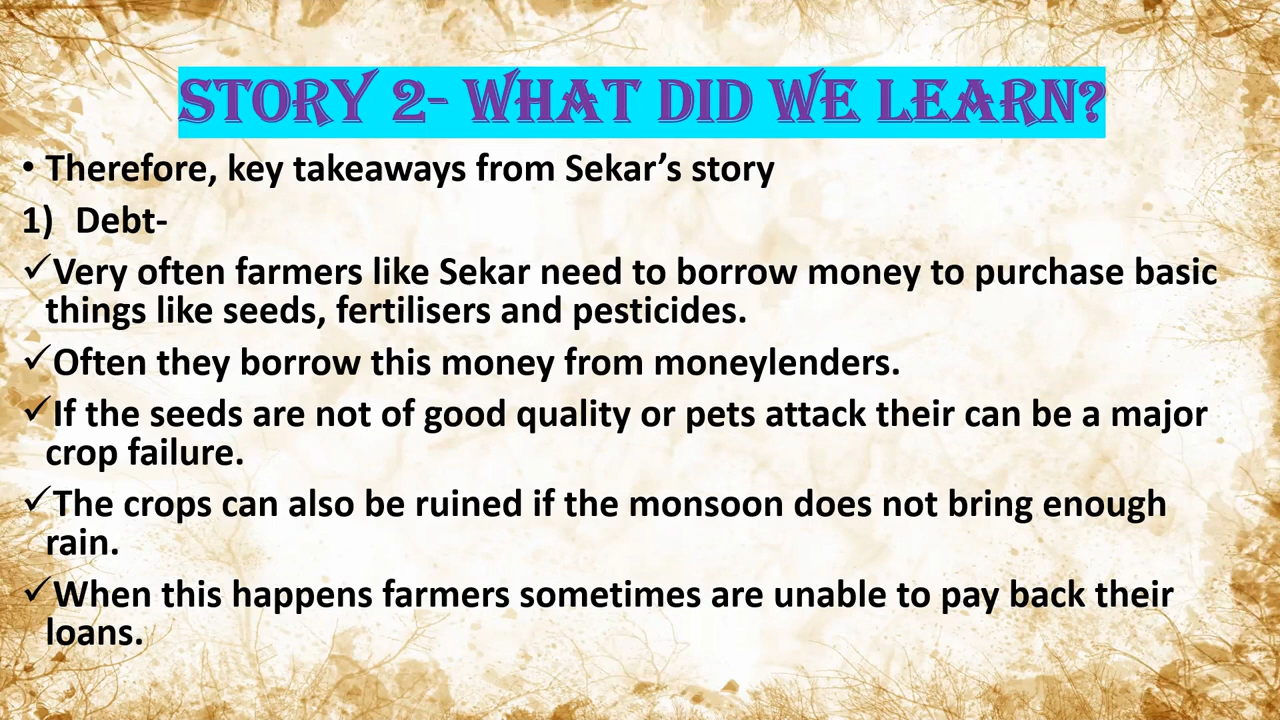 STORY 2- WHAT DID WE LEARN?
• Therefore, key takeaways from Sekar’s story
1) Debt-
✓Very often farmers like Sekar need to borrow money to purchase basic
things like seeds, fertilisers and pesticides.
✓Often they borrow this money from moneylenders.
✓If the seeds are not of good quality or pets attack their can be a major
crop failure.
✓The crops can also be ruined if the monsoon does not bring enough
rain.
✓When this happens farmers sometimes are unable to pay back their
loans.